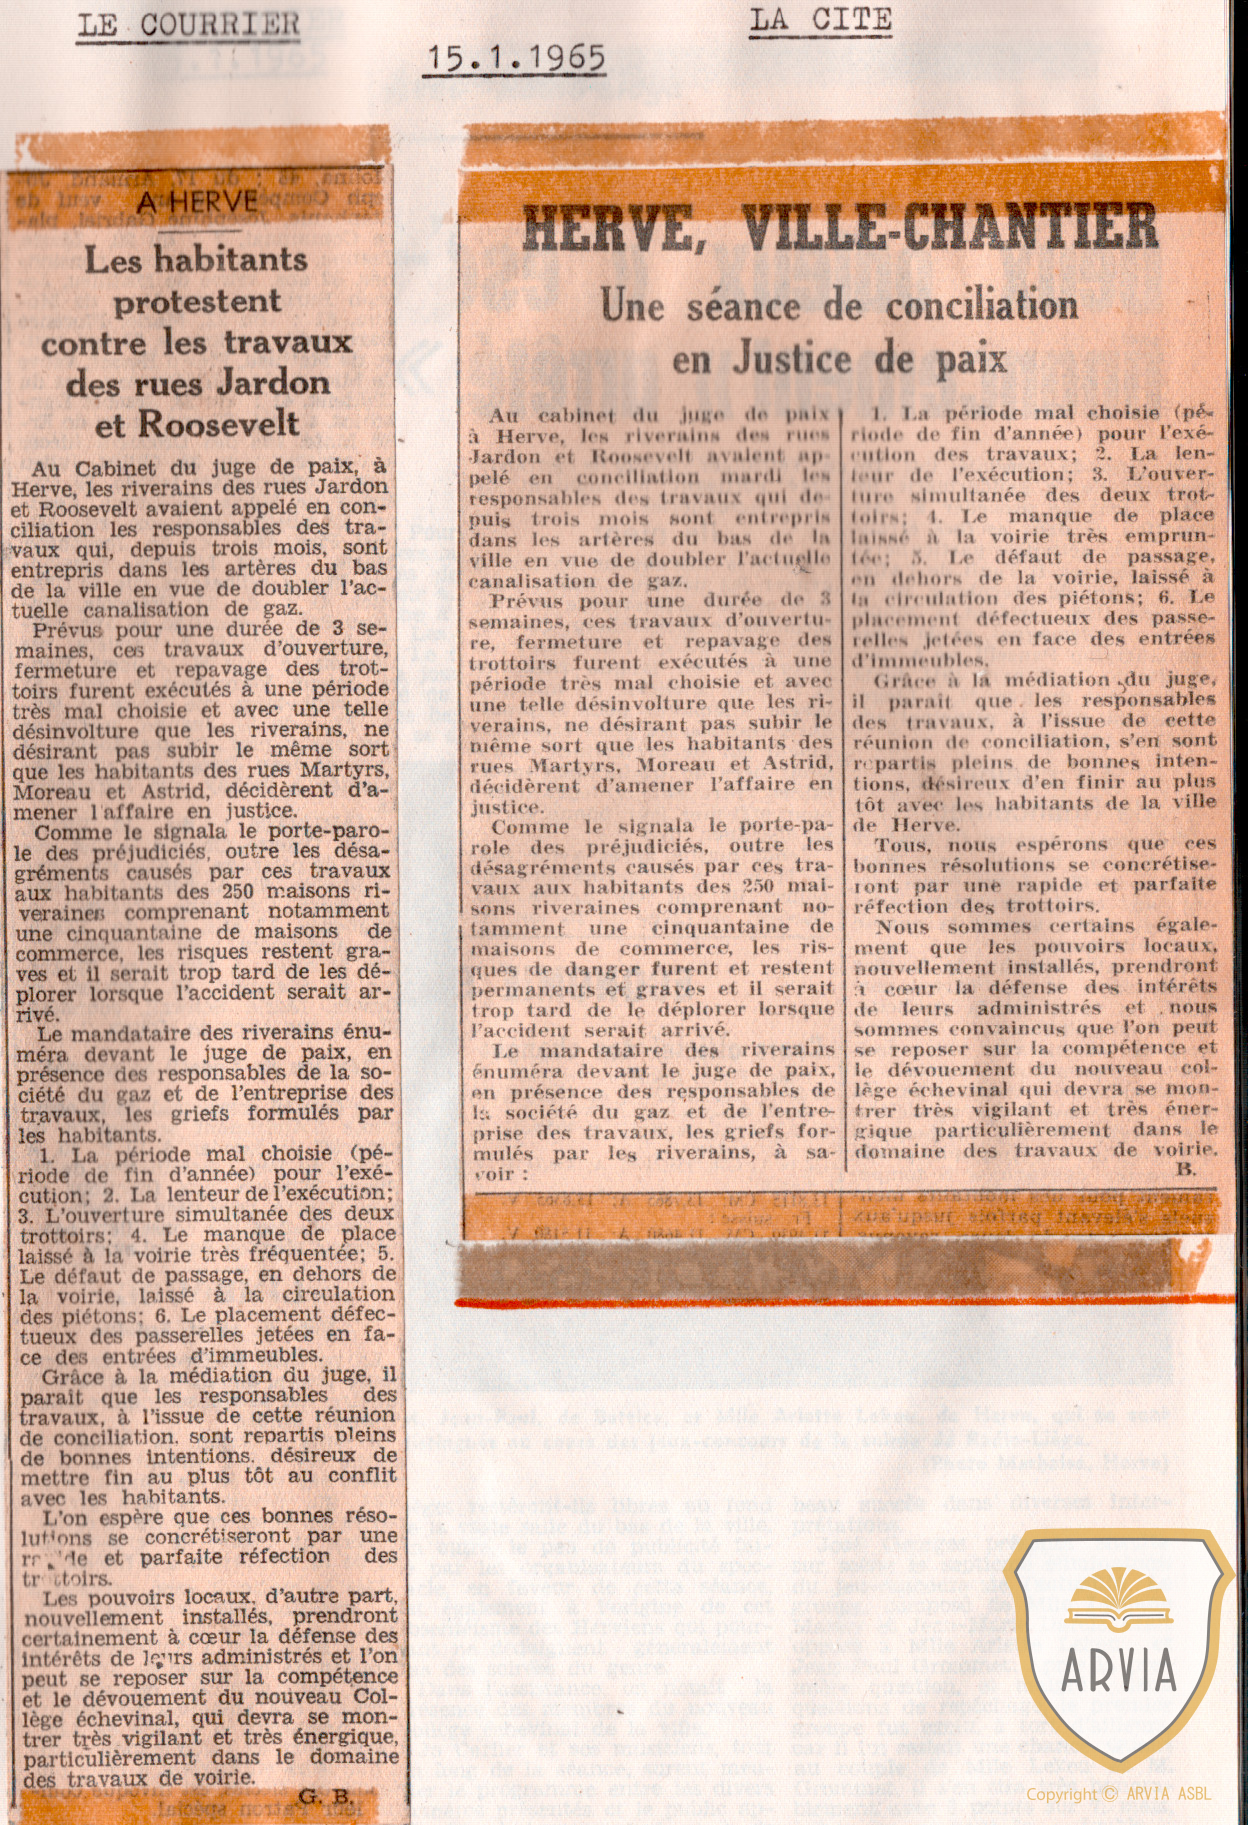 LE COURRIER
LA CITE
15.1.1965
A HERVE
Les habitants
protestent
contre les travaux
des rues Jardon
et Roosevelt
Au Cabinet du juge de paix, à
Herve, les riverains des rues Jardon
et Roosevelt avaient appelé en con-
ciliation les responsables des tra-
vaux qui, depuis trois mois, sont
entrepris dans les artères du bas
de la ville en vue de doubler l'ac-
tuelle canalisation de gaz.
Prévus pour une durée de 3 se-
maines, ces travaux d'ouverture,
fermeture et repavage des trot-
toirs furent exécutés à une période
très mal choisie et avec une telle
désinvolture que les riverains, ne
désirant pas subir le même sort
que les habitants des rues Martyrs,
Moreau et Astrid, décidèrent d'a-
mener l'affaire en justice.
Comme le signala le porte-paro-
le des préjudiciés, outre les désa-
gréments causés par ces travaux
aux habitants des 250 maisons ri-
veraines comprenant notamment
une cinquantaine de maisons de
commerce, les risques restent gra-
ves et il serait trop tard de les dé-
plorer lorsque l'accident serait ar-
rivé.
Le mandataire des riverains énu-
méra devant le juge de paix, en
présence des responsables de la so-
ciété du gaz et de l'entreprise des
travaux, les griefs formulés par
les habitants.
1. La période mal choisie (pé-
riode de fin d'année) pour l'exé-
cution; 2. La lenteur de l'exécution;
3. L'ouverture simultanée des deux
trottoirs; 4. Le manque de place
laissé à la voirie très fréquentée; 5.
Le défaut de passage, en dehors de
la voirie, laissé à la circulation
des piétons; 6. Le placement défec-
tueux des passerelles jetées en fa-
ce des entrées d'immeubles.
Grâce à la médiation du juge, il
paraît que les responsables des
travaux, à l'issue de cette réunion
de conciliation. sont repartis pleins
de bonnes intentions. désireux de
mettre fin au plus tôt au conflit
avec les habitants.
L'on espère que ces bonnes réso-
lutions se concrétiseront par une
et parfaite réfection des
trottoirs.
Les pouvoirs locaux, d'autre part,
nouvellement installés, prendront
certainement à cœur la défense des
intérêts de leurs administrés et l'on
peut se reposer sur la compétence
et le dévouement du nouveau Col-
lège échevinal, qui devra se mon-
trer très vigilant et très énergique,
particulièrement dans le domaine
des travaux de voirie.
G. B.
HERVE, VILLE-CHANTIER
Une séance de conciliation
en Justice de paix
Au cabinet du juge de paix
à Herve, les riverains des rues
Jardon et Roosevelt avaient ap-
pelé en conciliation mardi les
responsables des travaux qui de-
puis trois mois sont entrepris
dans les artères du bas de la
ville en vue de doubler l'actuelle
canalisation de gaz.
Prévus pour une durée de 3
semaines, ces travaux d'ouvertu-
re, fermeture et repavage des
trottoirs furent exécutés à une
période très mal choisie et avec
une telle désinvolture que les ri-
verains, ne désirant pas subir le
même sort que les habitants des
rues Martyrs, Moreau et Astrid,
décidèrent d'amener l'affaire en
justice.
Comme le signala le porte-pa-
role des préjudiciés, outre les
désagréments causés par ces tra-
vaux aux habitants des 250 mai-
sons riveraines comprenant no-
tamment une cinquantaine de
maisons de commerce, les ris-
ques de danger furent et restent
permanents et graves et il serait
trop tard de le déplorer lorsque
l'accident serait arrivé.
Le mandataire des riverains
énuméra devant le juge de paix,
en présence des responsables de
la société du gaz et de l'entre-
prise des travaux, les griefs for-
mulés par les riverains, à sa-
voir :
1. La période mal choisie (pé-
riode de fin d'année) pour l'exé-
cution des travaux; 2. La len-
teur de l'exécution; 3. L'ouver-
ture simultanée des deux trot-
toirs; 4. Le manque de place
laissé à la voirie très emprun-
tée; 5. Le défaut de passage,
en dehors de la voirie, laissé à
la circulation des piétons; 6. Le
placement défectueux des passe-
relles jetées en face des entrées
d'immeubles.
Grâce à la médiation du juge,
il parait que les responsables
des travaux, à l'issue de cette
réunion de conciliation, s'en sont
repartis pleins de bonnes inten-
tions, désireux d'en finir au plus
tôt avec les habitants de la ville
de Herve.
Tous, nous espérons que ces
bonnes résolutions se concrétise-
ront par une rapide et parfaite
réfection des trottoirs.
Nous sommes certains égale-
ment que les pouvoirs locaux,
nouvellement installés, prendront
à cœur la défense des intérêts
de leurs administrés et nous
sommes convaincus que l'on peut
se reposer sur la compétence et
le dévouement du nouveau col-
lège échevinal qui devra se mon-
trer très vigilant et très éner-
gique particulièrement dans le
domaine des travaux de voirie.
B.
ARVIA
Copyright © ARVIA ASBL